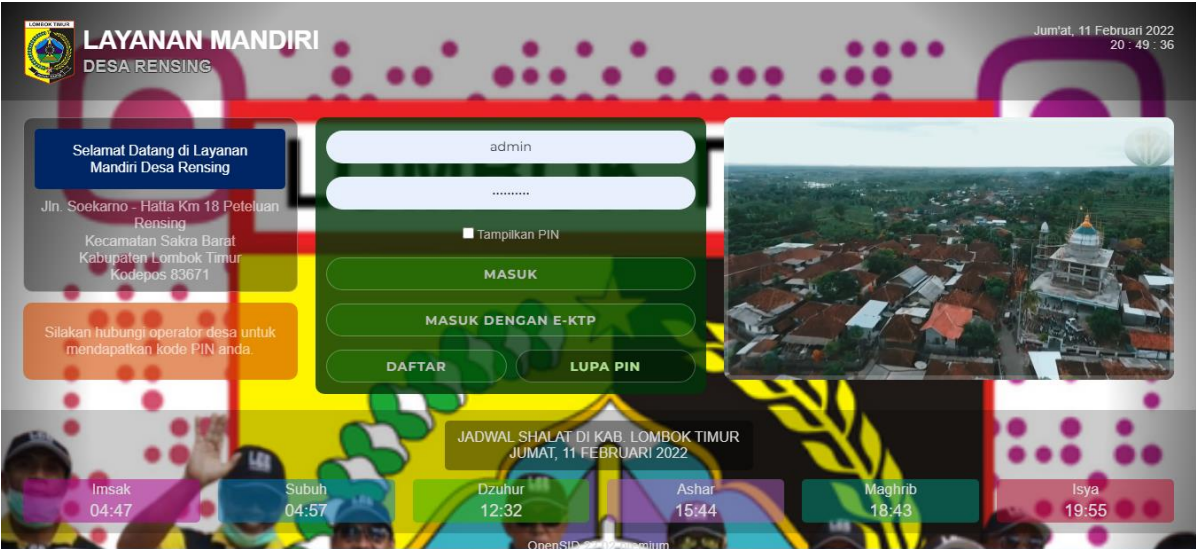 LOMBOK TIMUR
LAYANAN MANDIRI
DESA RENSING
Jum'at, 11 Februari 2022
20 : 49 : 36
Selamat Datang di Layanan
Mandiri Desa Rensing
Jln. Soekarno - Hatta Km 18 Peteluan
Rensing
Kecamatan Sakra Barat
Kabupaten Lombok Timur
Kodepos 83671
Silakan hubungi operator desa untuk
mendapatkan kode PIN anda.
admin
..........
Tampilkan PIN
MASUK
MASUK DENGAN E-KTP
DAFTAR
LUPA PIN
JADWAL SHALAT DI KAB. LOMBOK TIMUR
JUMAT, 11 FEBRUARI 2022
Imsak
04:47
Subuh
04:57
Dzuhur
12:32
Ashar
15:44
Maghrib
18:43
Isya
19:55
OpenSID